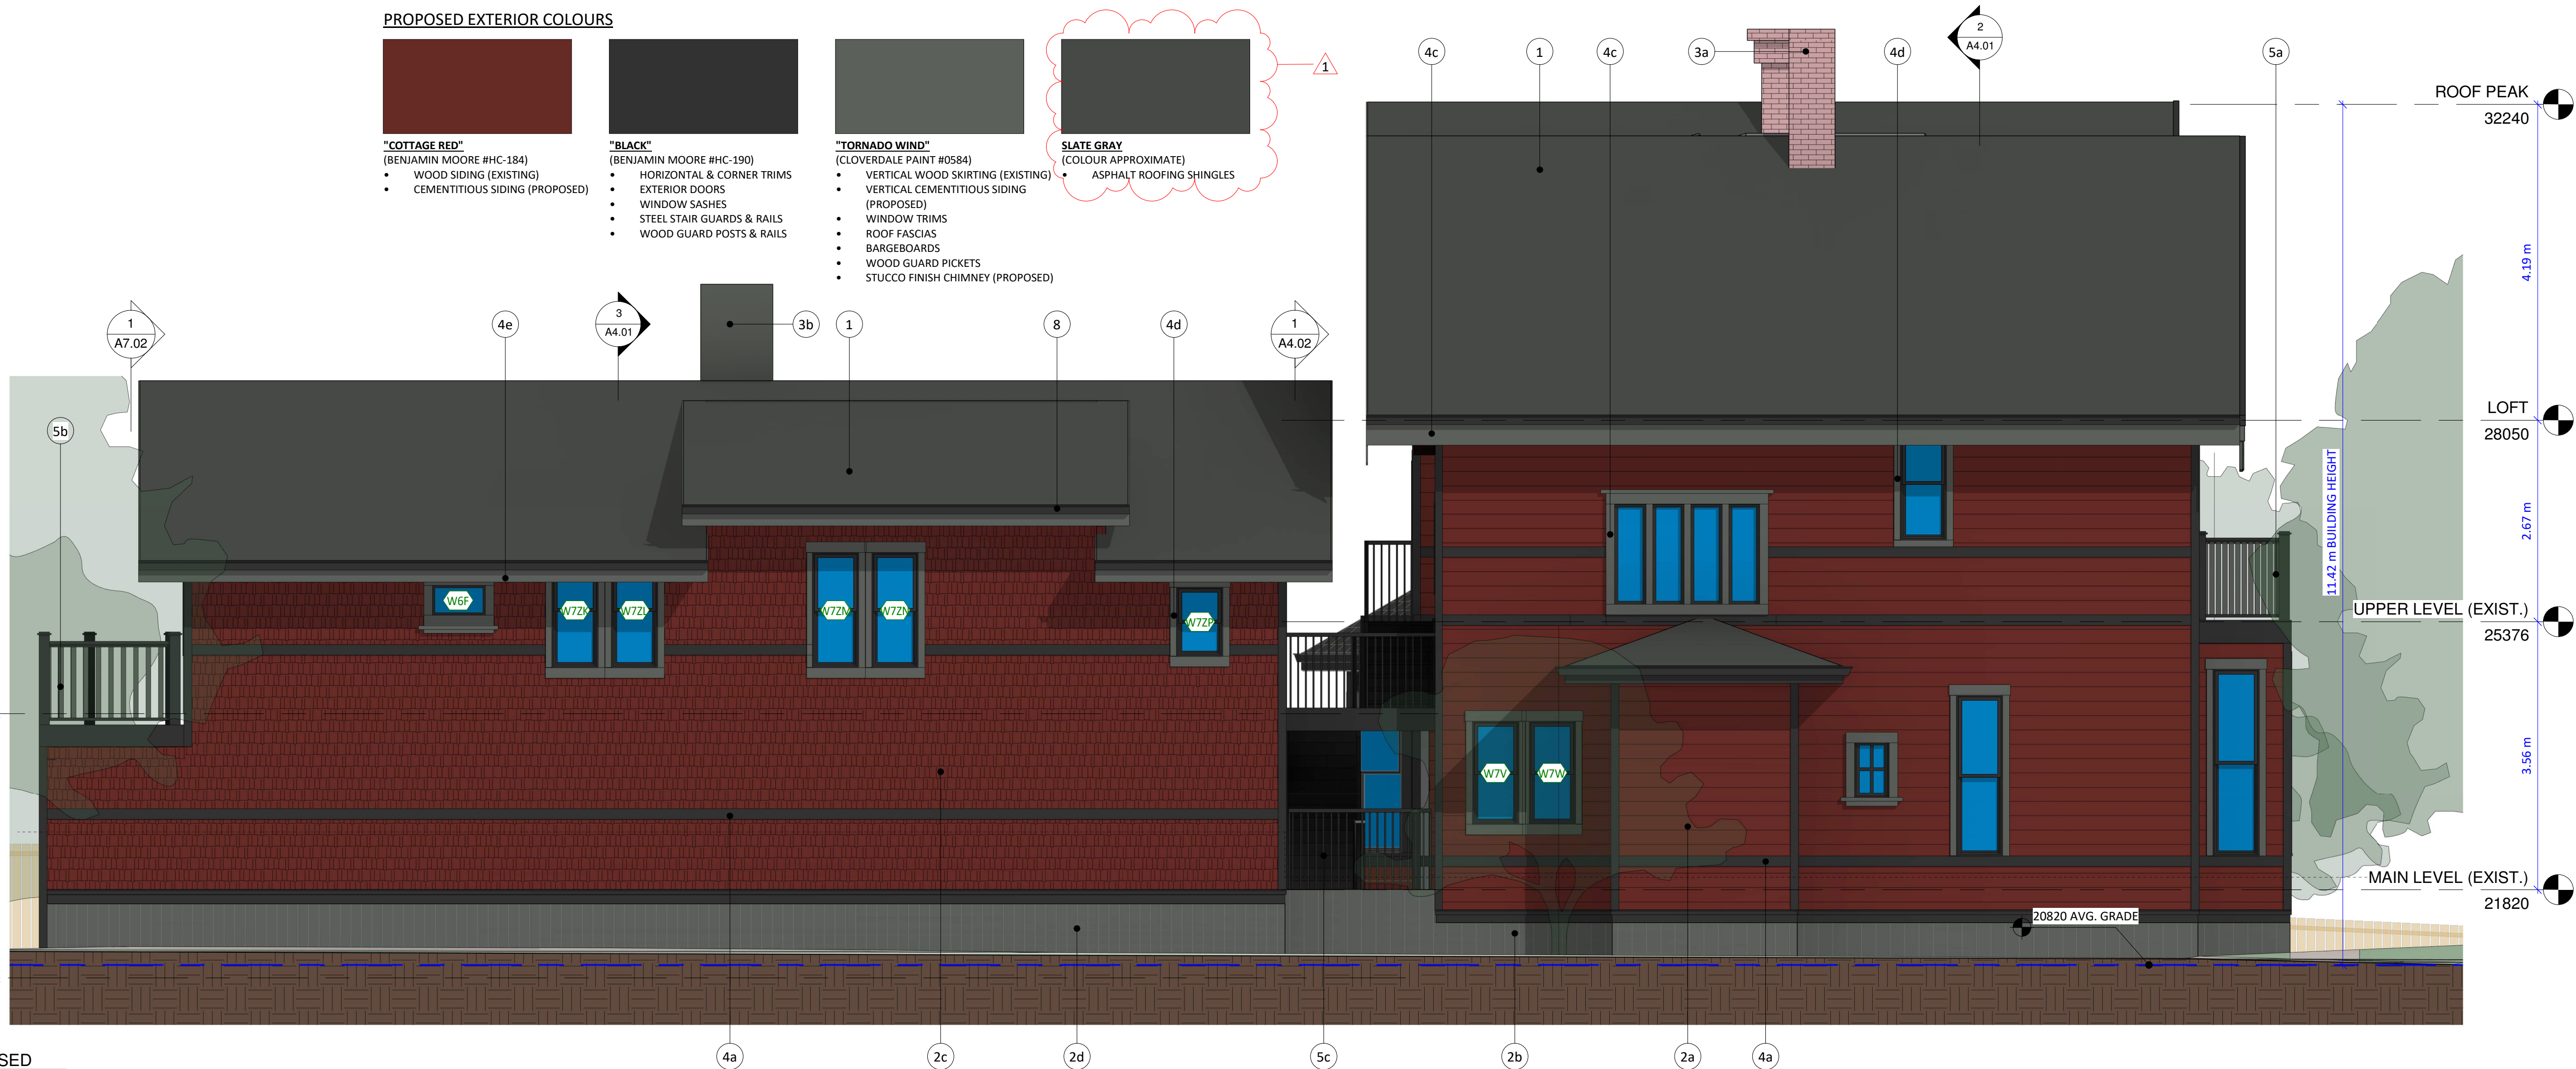 PROPOSED EXTERIOR COLOURS
"COTTAGE RED"
(BENJAMIN MOORE #HC-184)
• WOOD SIDING (EXISTING)
• CEMENTITIOUS SIDING (PROPOSED)
"BLACK"
(BENJAMIN MOORE #HC-190)
• HORIZONTAL & CORNER TRIMS
• EXTERIOR DOORS
• WINDOW SASHES
• STEEL STAIR GUARDS & RAILS
• WOOD GUARD POSTS & RAILS
"TORNADO WIND"
(CLOVERDALE PAINT #0584)
• VERTICAL WOOD SKIRTING (EXISTING)
• VERTICAL CEMENTITIOUS SIDING
(PROPOSED)
• WINDOW TRIMS
• ROOF FASCIAS
• BARGEBOARDS
• WOOD GUARD PICKETS
• STUCCO FINISH CHIMNEY (PROPOSED)
SLATE GRAY
(COLOUR APPROXIMATE)
• ASPHALT ROOFING SHINGLES
1
4c
1
4c
3a
4d
2
A4.01
5a
ROOF PEAK
32240
4.19 m
1
A7.02
4e
3
A4.01
3b
1
8
4d
1
A4.02
5b
LOFT
28050
11.42 m BUILDING HEIGHT
2.67 m
W6F
W7ZK
W7ZL
W7ZM
W7ZN
W7ZP
UPPER LEVEL (EXIST.)
25376
3.56 m
W7V
W7W
MAIN LEVEL (EXIST.)
21820
20820 AVG. GRADE
4a
2c
2d
5c
2b
2a
4a
SED